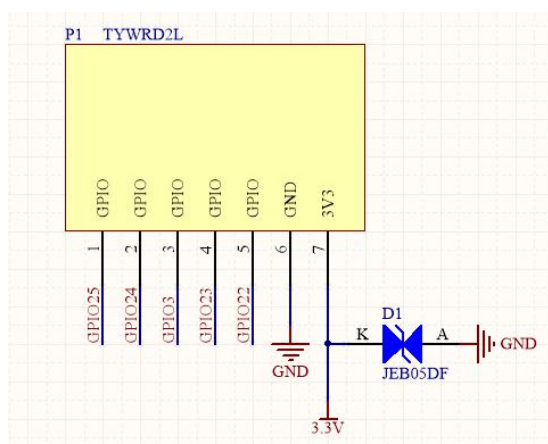 P1 TYWRD2L
GPIO
GPIO
GPIO
GPIO
GPIO
GND
3V3
1
2
3
4
5
6
7
GPIO25
GPIO24
GPIO3
GPIO23
GPIO22
GND
D1
K
A
GND
JEB05DF
3.3V